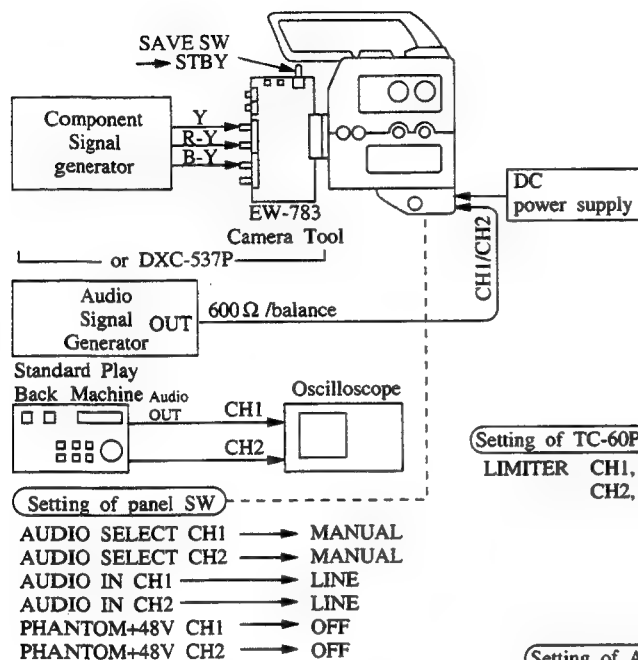 SAVE SW
→ STBY
Component
Signal
generator
Y
R-Y
B-Y
EW-783
Camera Tool
or DXC-537P
DC
power supply
CH1/CH2
Audio
Signal
Generator
OUT
600Ω/balance
Standard Play
Back Machine
Audio
OUT
CH1
CH2
Oscilloscope
Setting of TC-60P
LIMITER CH1,
CH2,
Setting of panel SW
AUDIO SELECT CH1 → MANUAL
AUDIO SELECT CH2 → MANUAL
AUDIO IN CH1 → LINE
AUDIO IN CH2 → LINE
PHANTOM+48V CH1 → OFF
PHANTOM+48V CH2 → OFF
Setting of A